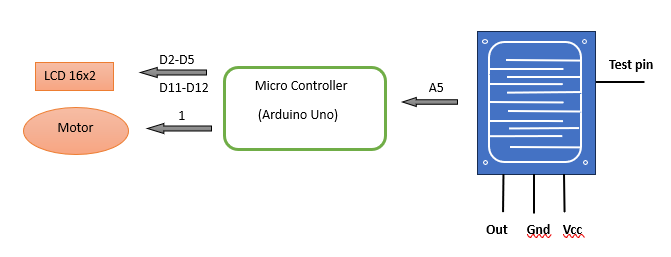 D2-D5
LCD 16x2
D11-D12
Micro Controller
(Arduino Uno)
A5
Test pin
1
Motor
Out Gnd Vcc